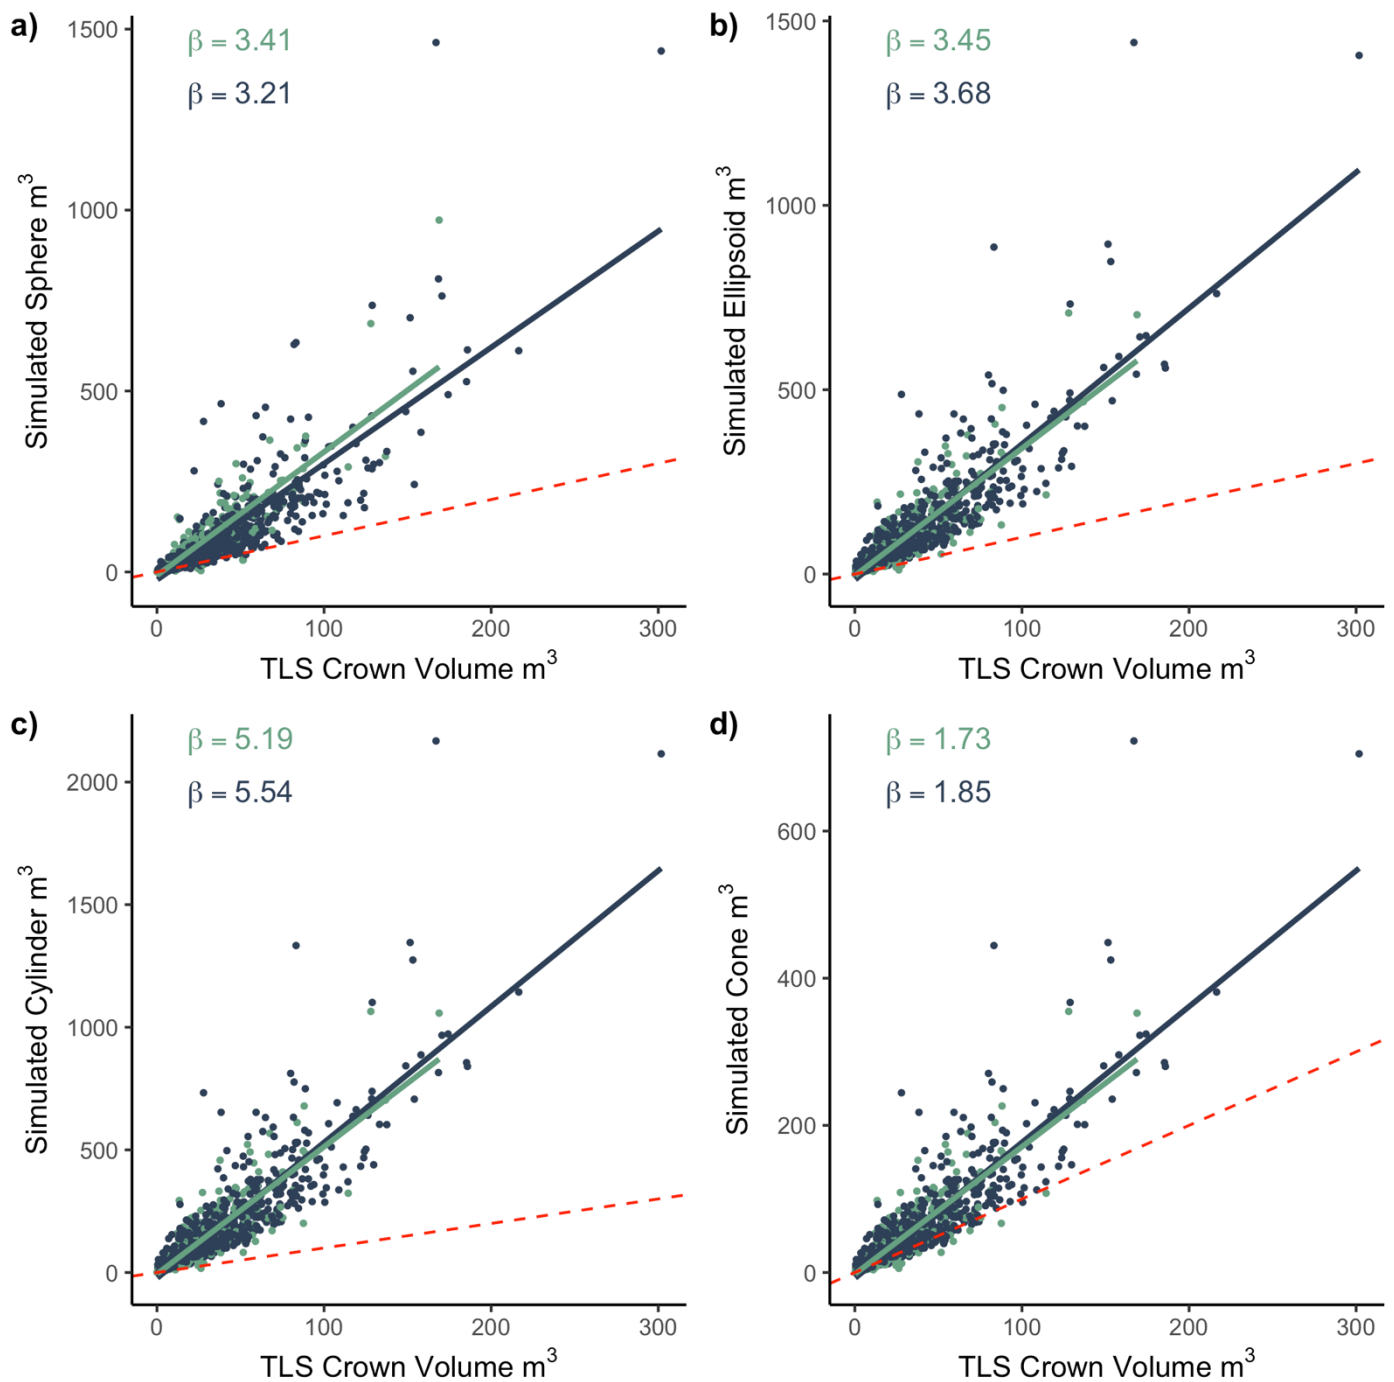 a)
β = 3.41
β = 3.21
1500
1000
500
0
Simulated Sphere m³
0 100 200 300
TLS Crown Volume m³
b)
β = 3.45
β = 3.68
1500
1000
500
0
Simulated Ellipsoid m³
0 100 200 300
TLS Crown Volume m³
c)
β = 5.19
β = 5.54
2000
1500
1000
500
0
Simulated Cylinder m³
0 100 200 300
TLS Crown Volume m³
d)
β = 1.73
β = 1.85
600
400
200
0
Simulated Cone m³
0 100 200 300
TLS Crown Volume m³